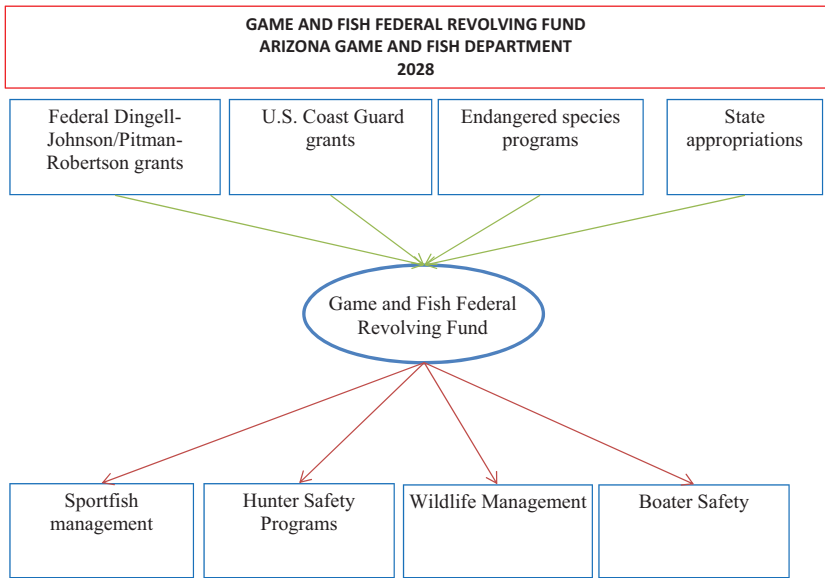 GAME AND FISH FEDERAL REVOLVING FUND
ARIZONA GAME AND FISH DEPARTMENT
2028
Federal Dingell-
Johnson/Pitman-
Robertson grants
U.S. Coast Guard
grants
Endangered species
programs
State
appropriations
Game and Fish Federal
Revolving Fund
Sportfish
management
Hunter Safety
Programs
Wildlife Management
Boater Safety